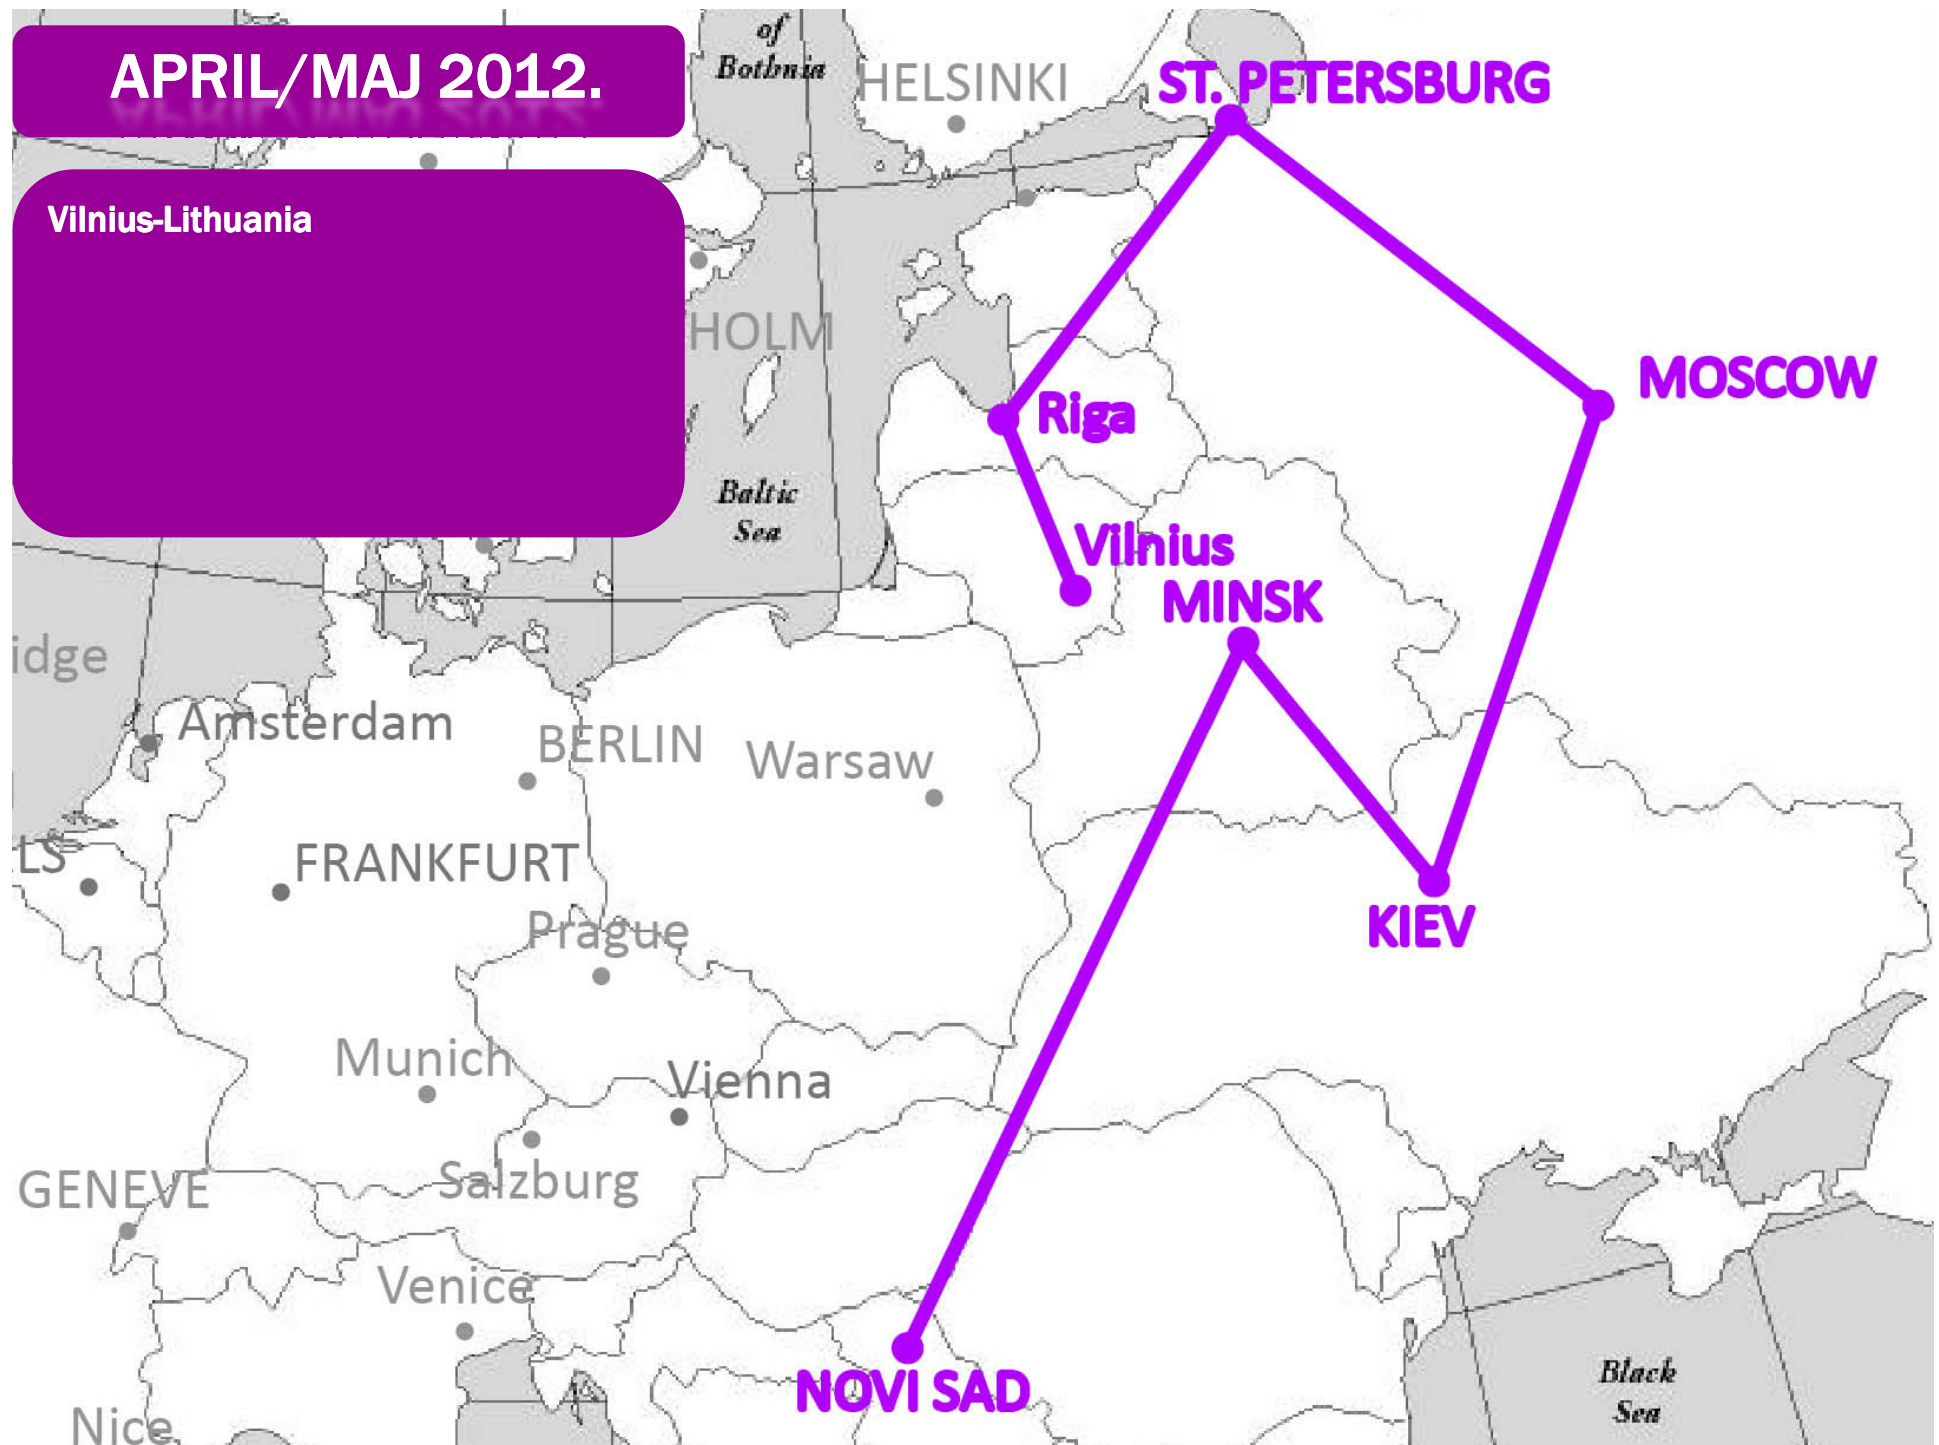 APRIL/MAJ 2012.
Vilnius-Lithuania
of
Bothnia
HELSINKI
ST. PETERSBURG
HOLM
MOSCOW
Riga
Baltic
Sea
Vilnius
MINSK
idge
Amsterdam
BERLIN
Warsaw
LS
FRANKFURT
KIEV
Prague
Munich
Vienna
GENEVE
Salzburg
Venice
NOVI SAD
Black
Sea
Nice